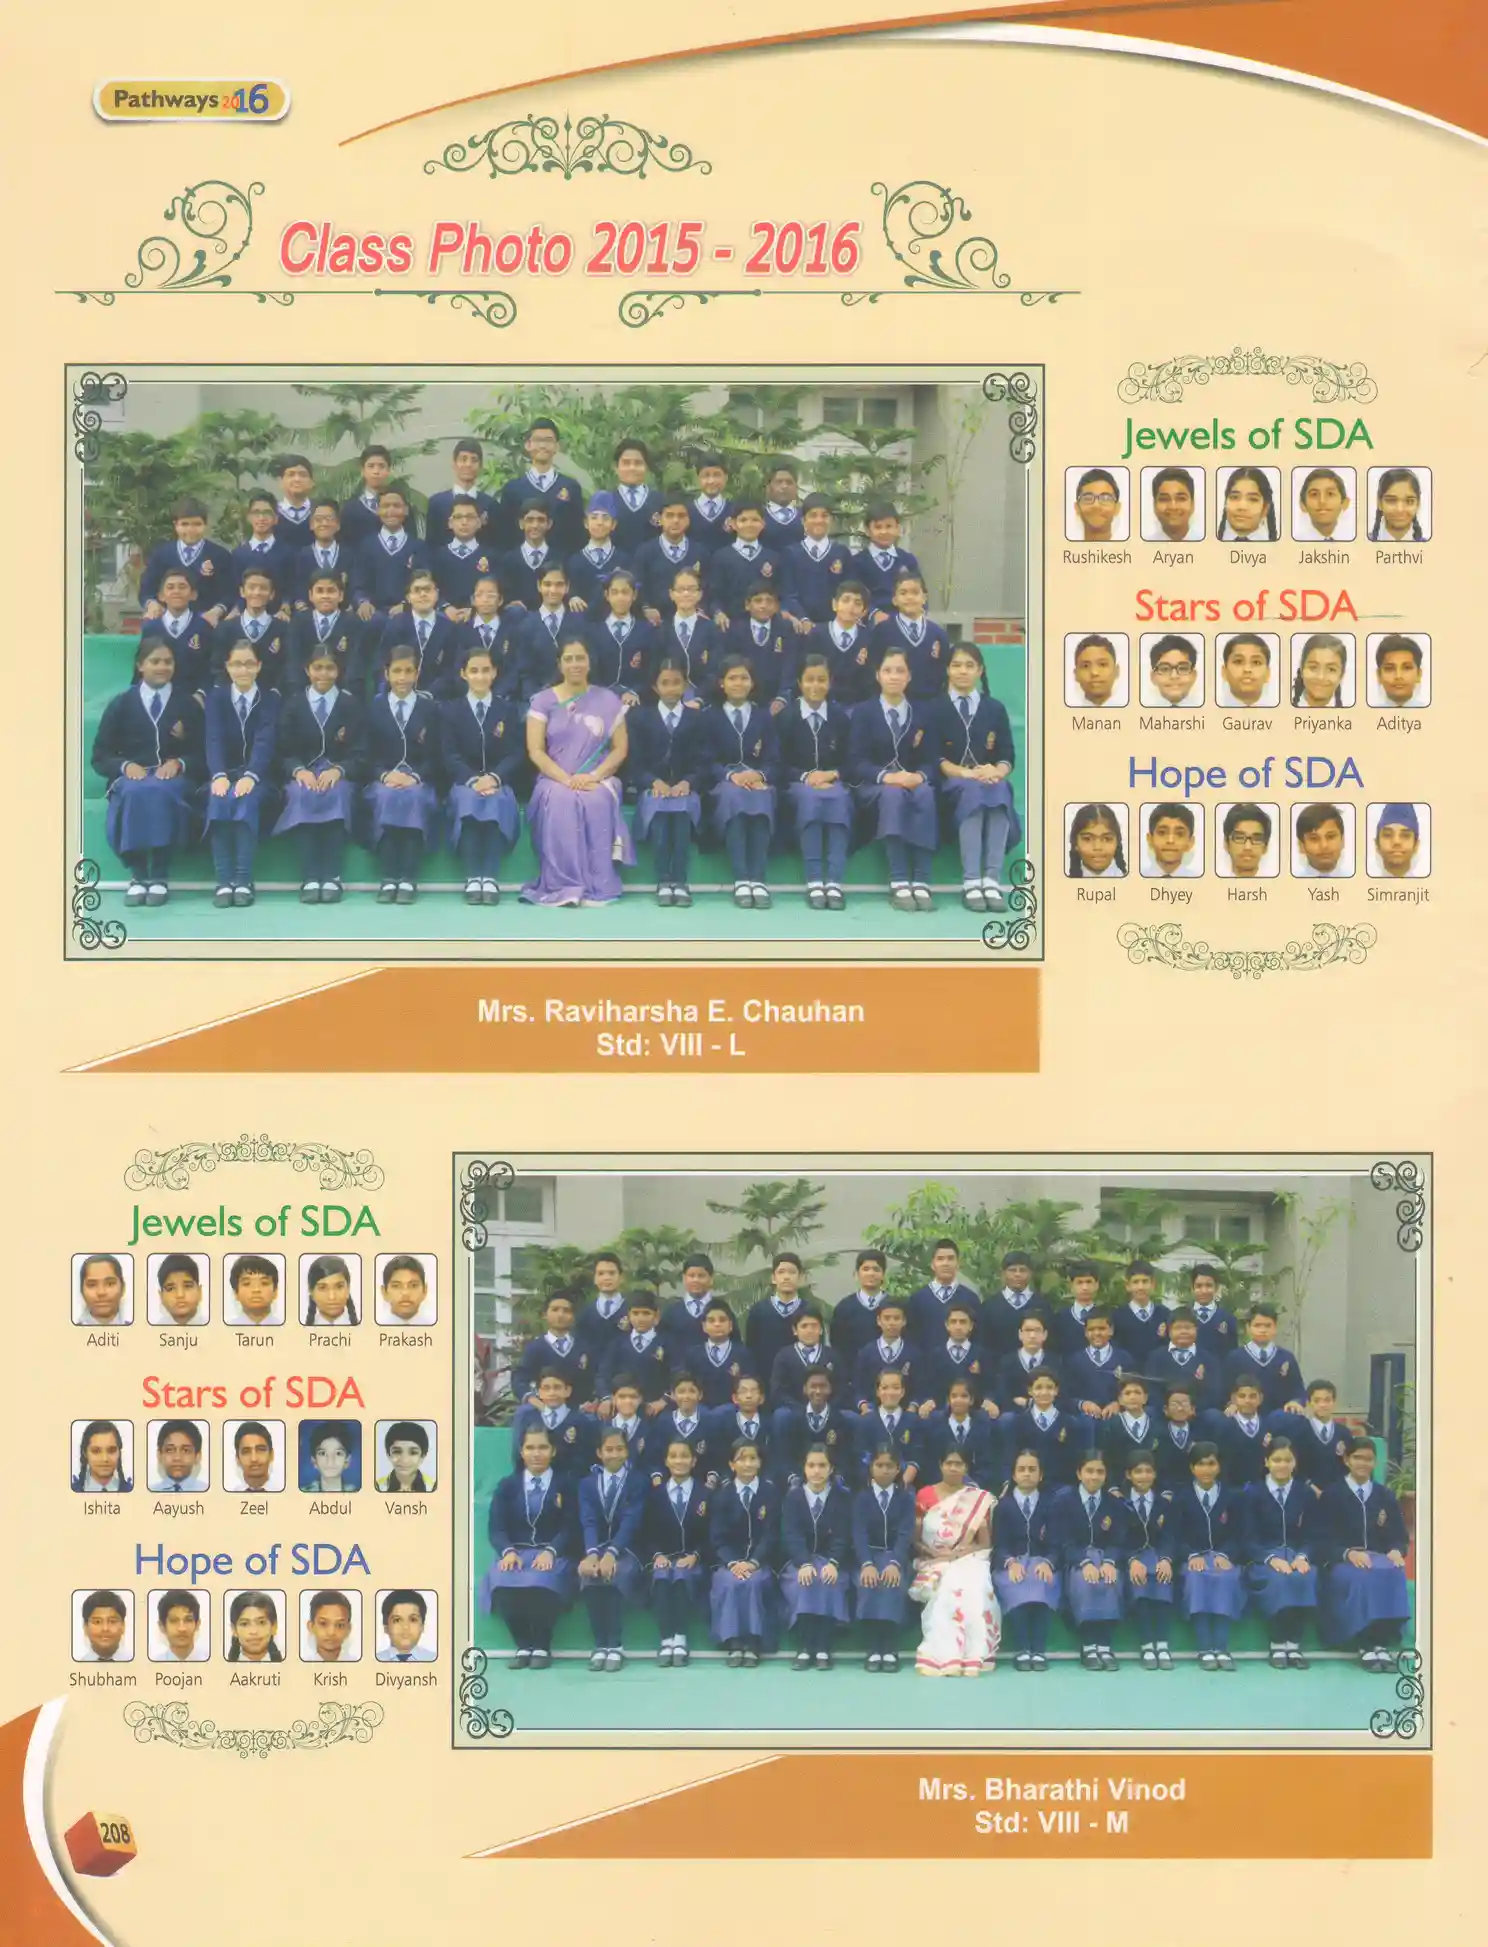 Pathways 2016
Class Photo 2015 - 2016
Jewels of SDA
Rushikesh Aryan Divya Jakshin Parthvi
Stars of SDA
Manan Maharshi Gaurav Priyanka Aditya
Hope of SDA
Rupal Dhyey Harsh Yash Simranjit
Mrs. Raviharsha E. Chauhan
Std: VIII - L
Jewels of SDA
Aditi Sanju Tarun Prachi Prakash
Stars of SDA
Ishita Aayush Zeel Abdul Vansh
Hope of SDA
Shubham Poojan Aakruti Krish Divyansh
Mrs. Bharathi Vinod
Std: VIII - M
208